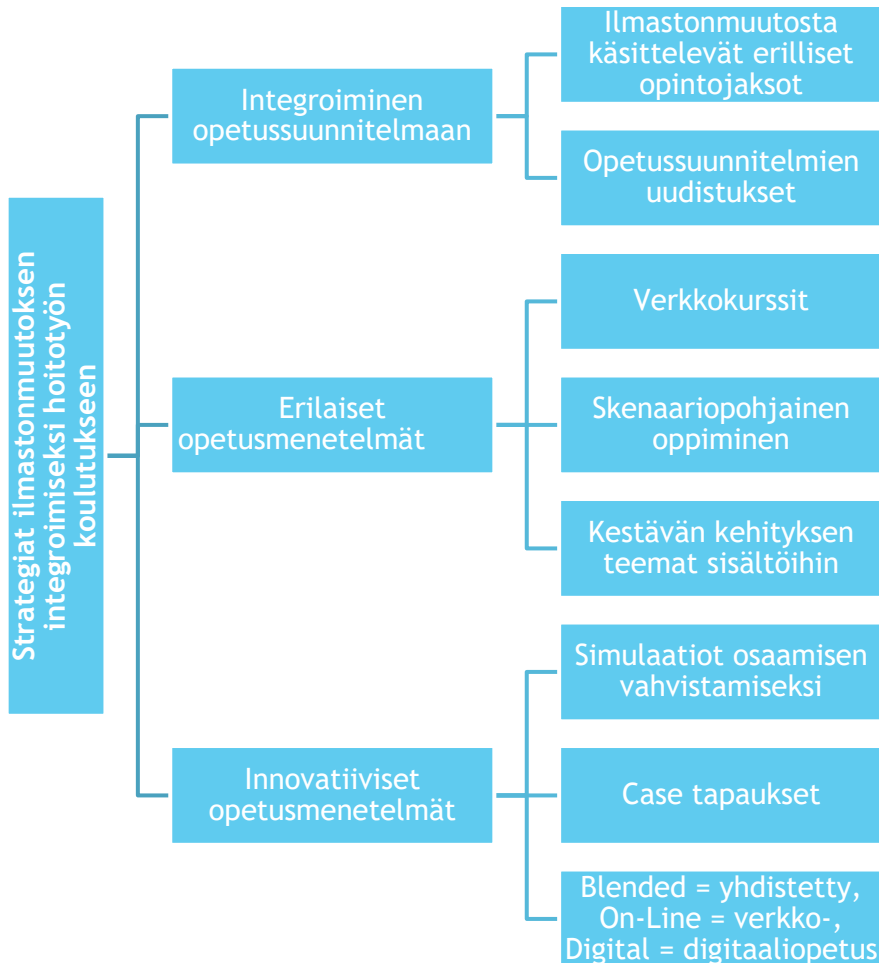 Strategiat ilmastonmuutoksen
integroimiseksi hoitotyön
koulutukseen
Integroiminen
opetussuunnitelmaan
Ilmastonmuutosta
käsittelevät erilliset
opintojaksot
Opetussuunnitelmien
uudistukset
Erilaiset
opetusmenetelmät
Verkkokurssit
Skenaariopohjainen
oppiminen
Kestävän kehityksen
teemat sisältöihin
Innovatiiviset
opetusmenetelmät
Simulaatiot osaamisen
vahvistamiseksi
Case tapaukset
Blended = yhdistetty,
On-Line = verkko-,
Digital = digitaaliopetus